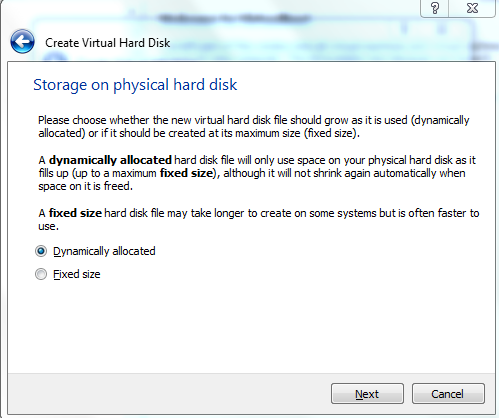 Create Virtual Hard Disk
Storage on physical hard disk
Please choose whether the new virtual hard disk file should grow as it is used (dynamically
allocated) or if it should be created at its maximum size (fixed size).
A dynamically allocated hard disk file will only use space on your physical hard disk as it
fills up (up to a maximum fixed size), although it will not shrink again automatically when
space on it is freed.
A fixed size hard disk file may take longer to create on some systems but is often faster to
use.
Dynamically allocated
Fixed size
Next
Cancel